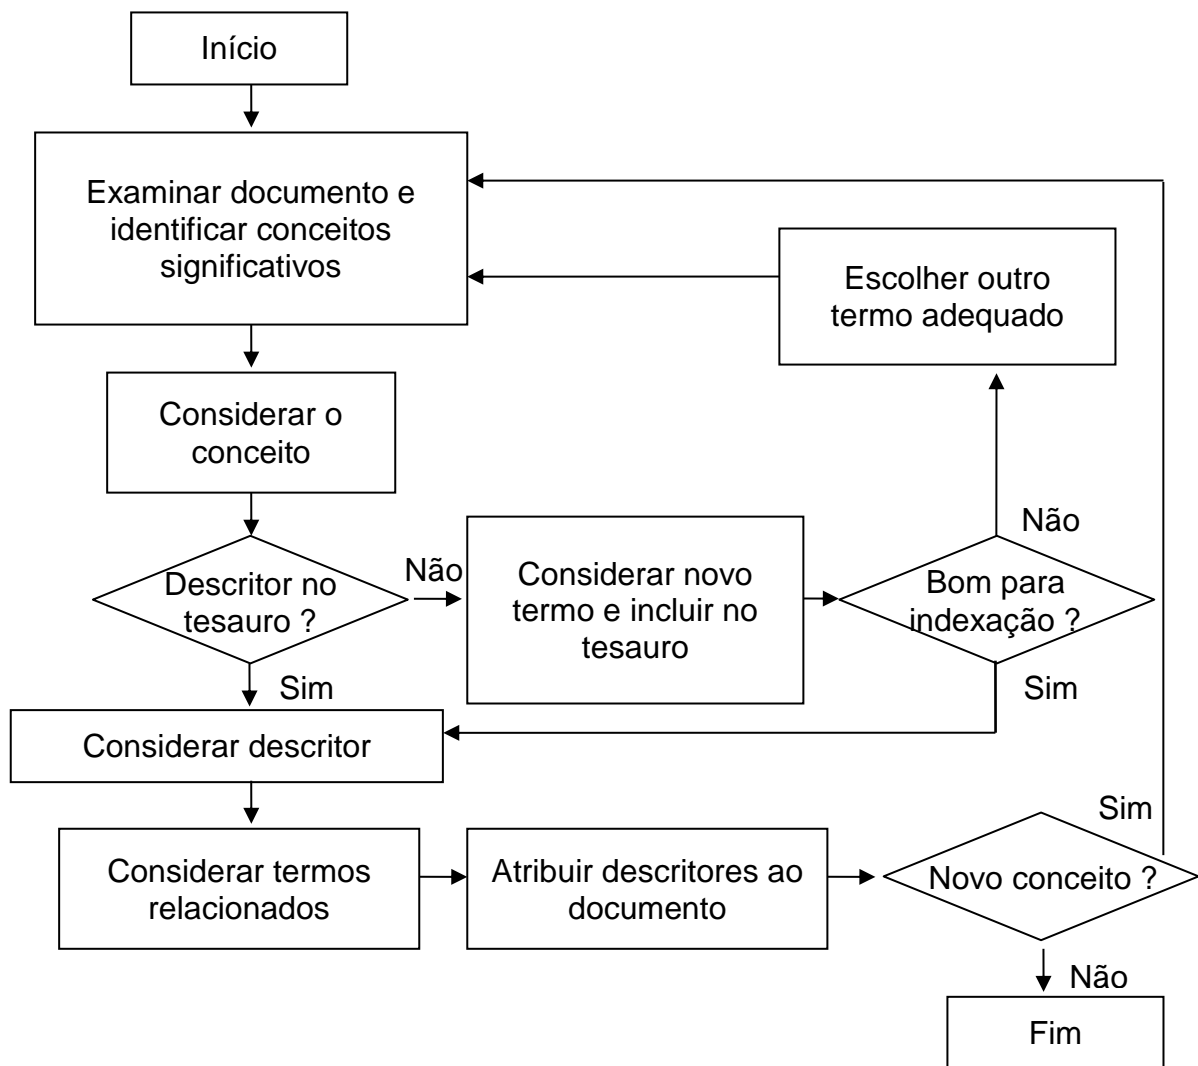 Início
Examinar documento e
identificar conceitos
significativos
Escolher outro
termo adequado
Considerar o
conceito
Não
Descritor no
tesauro ?
Não
Considerar novo
termo e incluir no
tesauro
Bom para
indexação ?
Sim
Sim
Considerar descritor
Sim
Considerar termos
relacionados
Atribuir descritores ao
documento
Novo conceito ?
Não
Fim